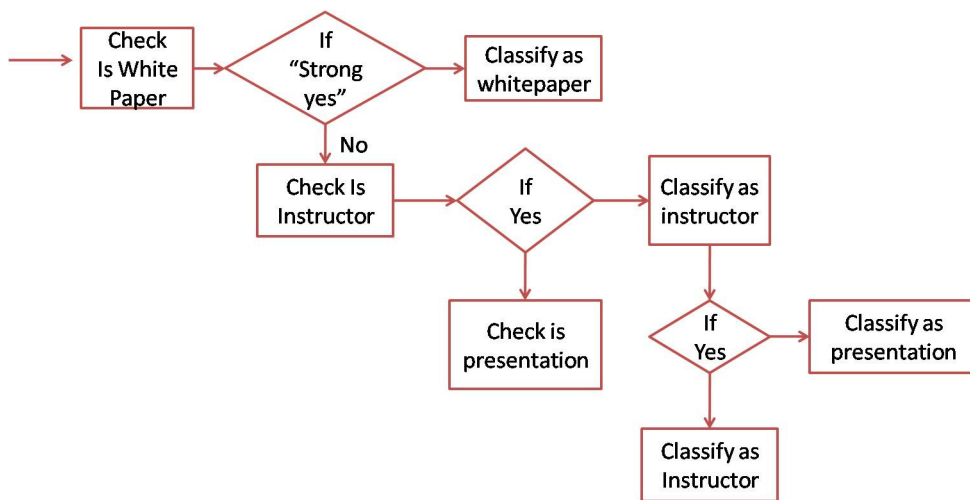 Check
Is White
Paper
If
“Strong
yes”
Classify as
whitepaper
No
Check Is
Instructor
If
Yes
Classify as
instructor
Check is
presentation
If
Yes
Classify as
presentation
Classify as
Instructor